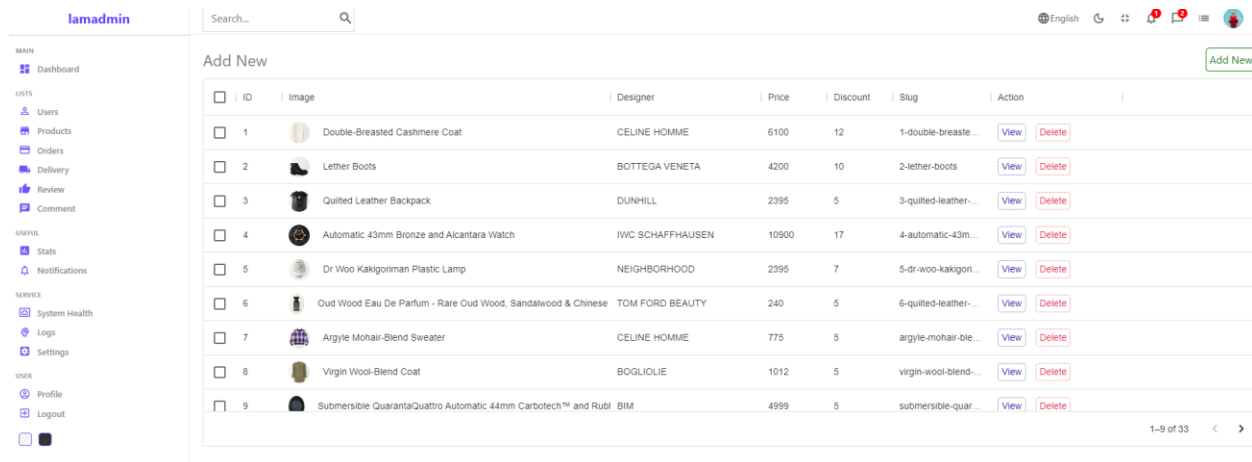 lamadmin
Search...
English
1
2
MAIN
Dashboard
LISTS
Users
Products
Orders
Delivery
Review
Comment
USEFUL
Stats
Notifications
SERVICE
System Health
Logs
Settings
USER
Profile
Logout
Add New
Add New
ID Image Designer Price Discount Slug Action
1 Double-Breasted Cashmere Coat CELINE HOMME 6100 12 1-double-breaste... View Delete
2 Lether Boots BOTTEGA VENETA 4200 10 2-lether-boots View Delete
3 Quilted Leather Backpack DUNHILL 2395 5 3-quilted-leather-... View Delete
4 Automatic 43mm Bronze and Alcantara Watch IWC SCHAFFHAUSEN 10900 17 4-automatic-43m... View Delete
5 Dr Woo Kakigoriman Plastic Lamp NEIGHBORHOOD 2395 7 5-dr-woo-kakigori... View Delete
6 Oud Wood Eau De Parfum - Rare Oud Wood, Sandalwood & Chinese TOM FORD BEAUTY 240 5 6-quilted-leather-... View Delete
7 Argyle Mohair-Blend Sweater CELINE HOMME 775 5 argyle-mohair-ble... View Delete
8 Virgin Wool-Blend Coat BOGLIOLIE 1012 5 virgin-wool-blend-... View Delete
9 Submersible QuarantaQuattro Automatic 44mm Carbotech™ and Rubl BIM 4999 5 submersible-quar... View Delete
1–9 of 33